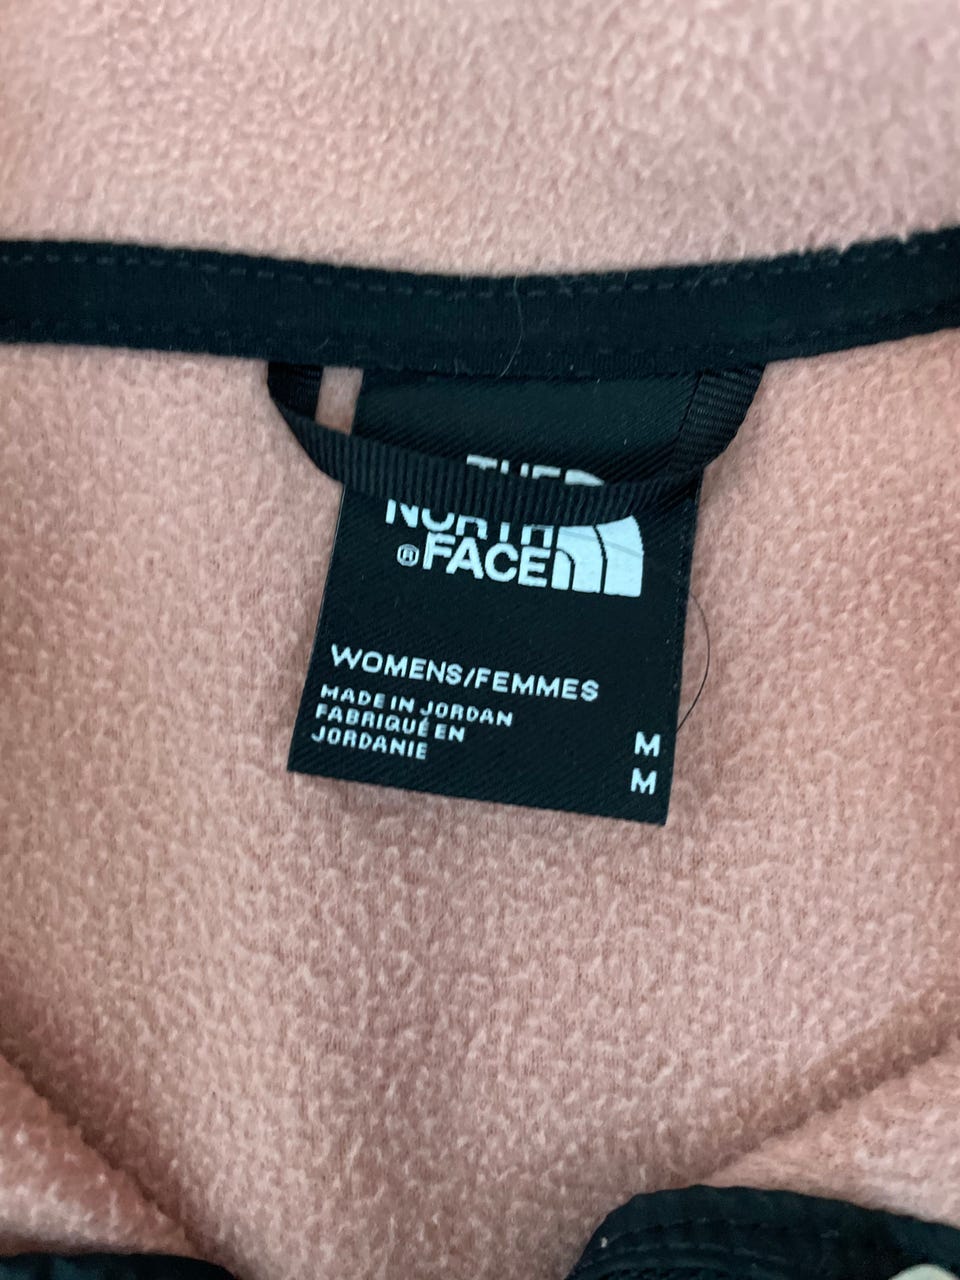 THE
NORTH
® FACE
WOMENS/FEMMES
MADE IN JORDAN
FABRIQUÉ EN
JORDANIE
M
M